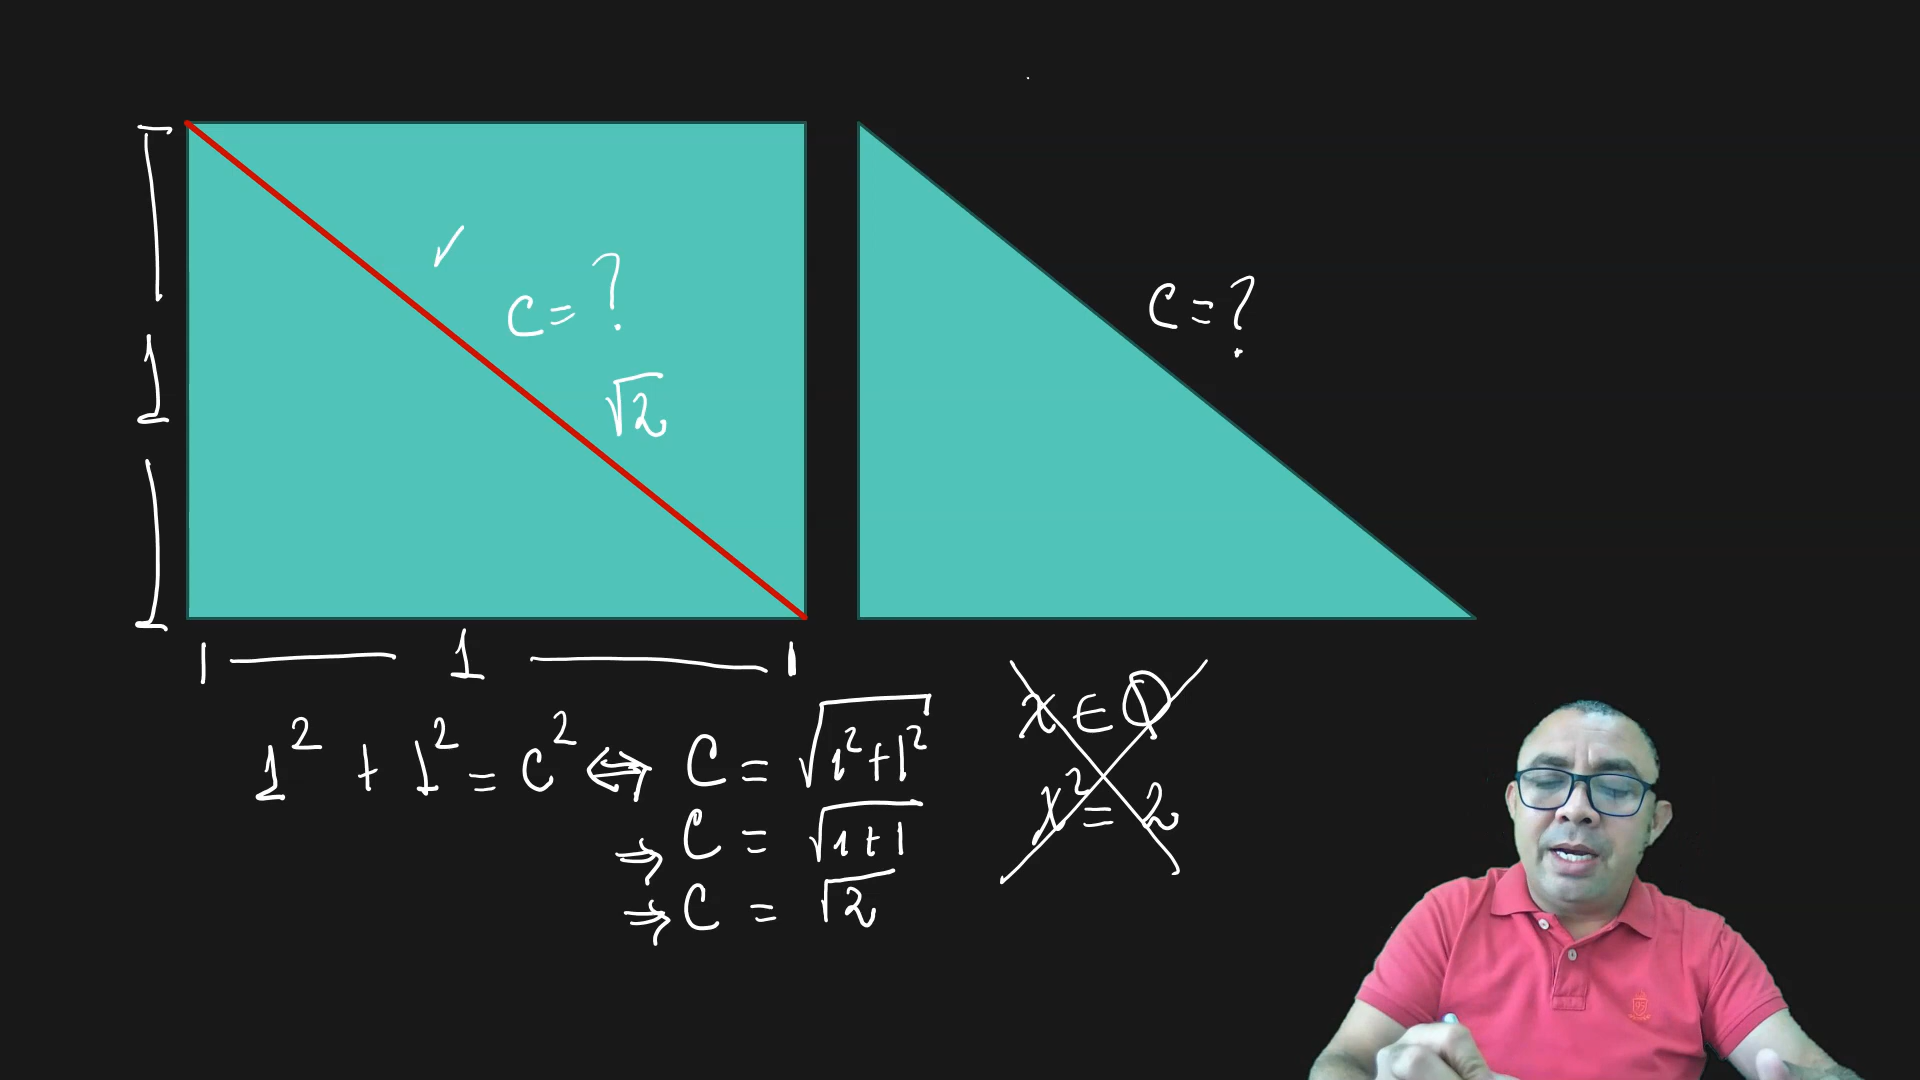 1
c = ?
√2
c = ?
1
1² + 1² = c² ⟺ C = √1²+1²
⇒ C = √1+1
⇒ C = √2
x ∈ Q
x² = 2